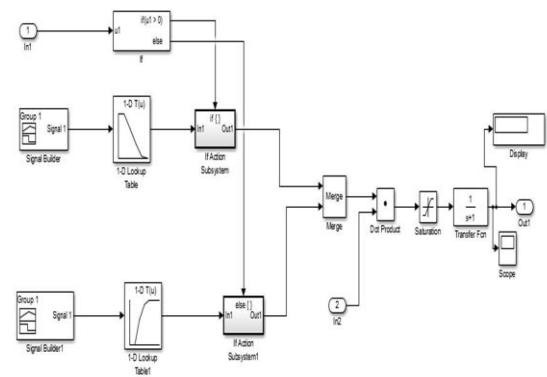 1
In1
u1
if(u1 > 0)
else
If
Group 1
Signal 1
Signal Builder
1-D T(u)
1-D Lookup
Table
if { }
In1
Out1
If Action
Subsystem
Merge
Merge
Dot Product
Saturation
1
s+1
Transfer Fcn
Display
1
Out1
Scope
2
In2
Group 1
Signal 1
Signal Builder1
1-D T(u)
1-D Lookup
Table1
else { }
In1
Out1
If Action
Subsystem1